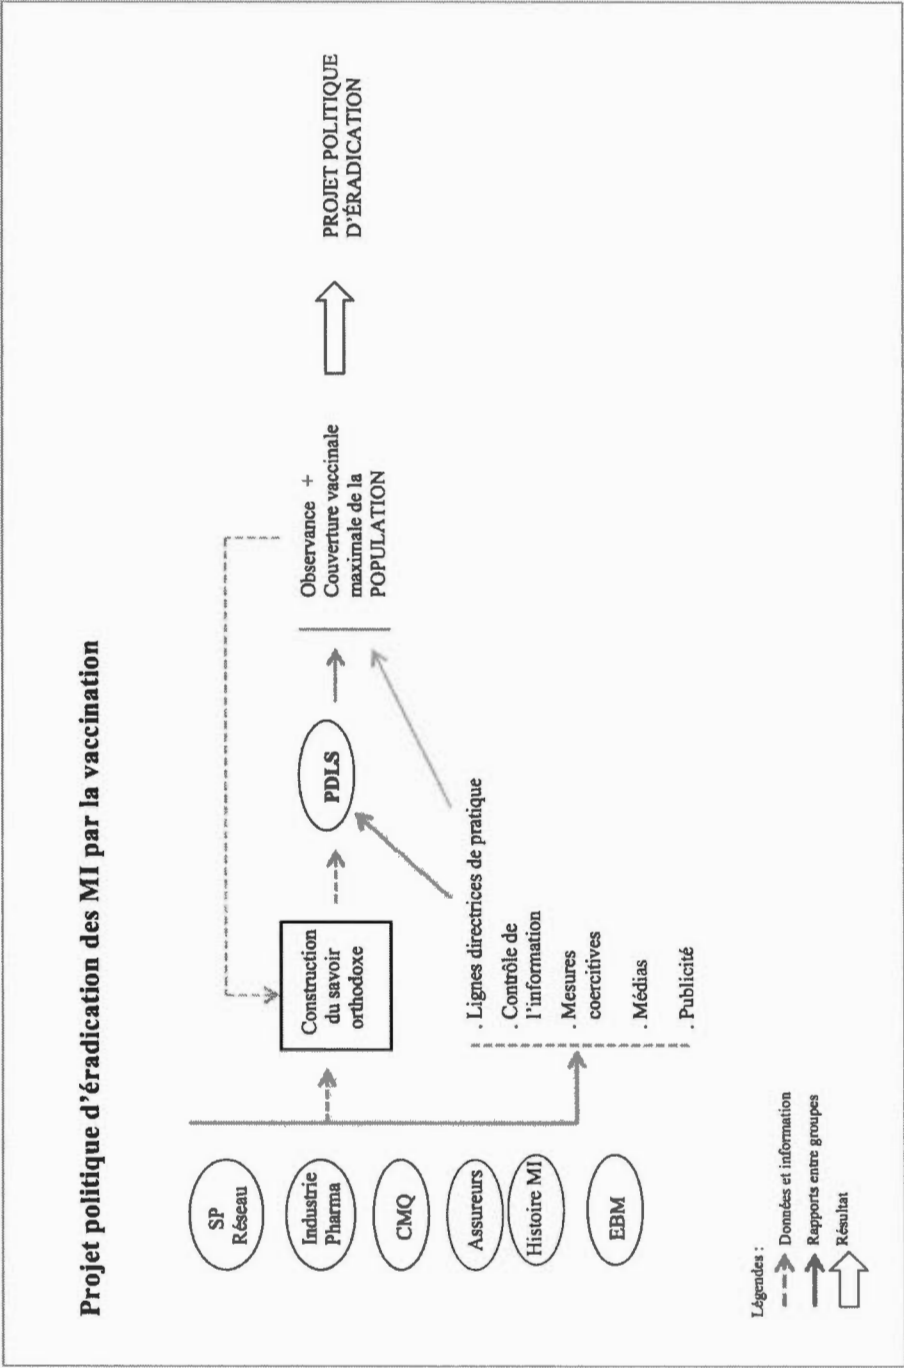 Projet politique d'éradication des MI par la vaccination
SP
Réseau
Industrie
Pharma
CMQ
Assureurs
Histoire MI
EBM
Construction
du savoir
orthodoxe
. Lignes directrices de pratique
. Contrôle de
l'information
. Mesures
coercitives
. Médias
. Publicité
PDLS
Observance +
Couverture vaccinale
maximale de la
POPULATION
PROJET POLITIQUE
D'ÉRADICATION
Légendes :
Données et information
Rapports entre groupes
Résultat